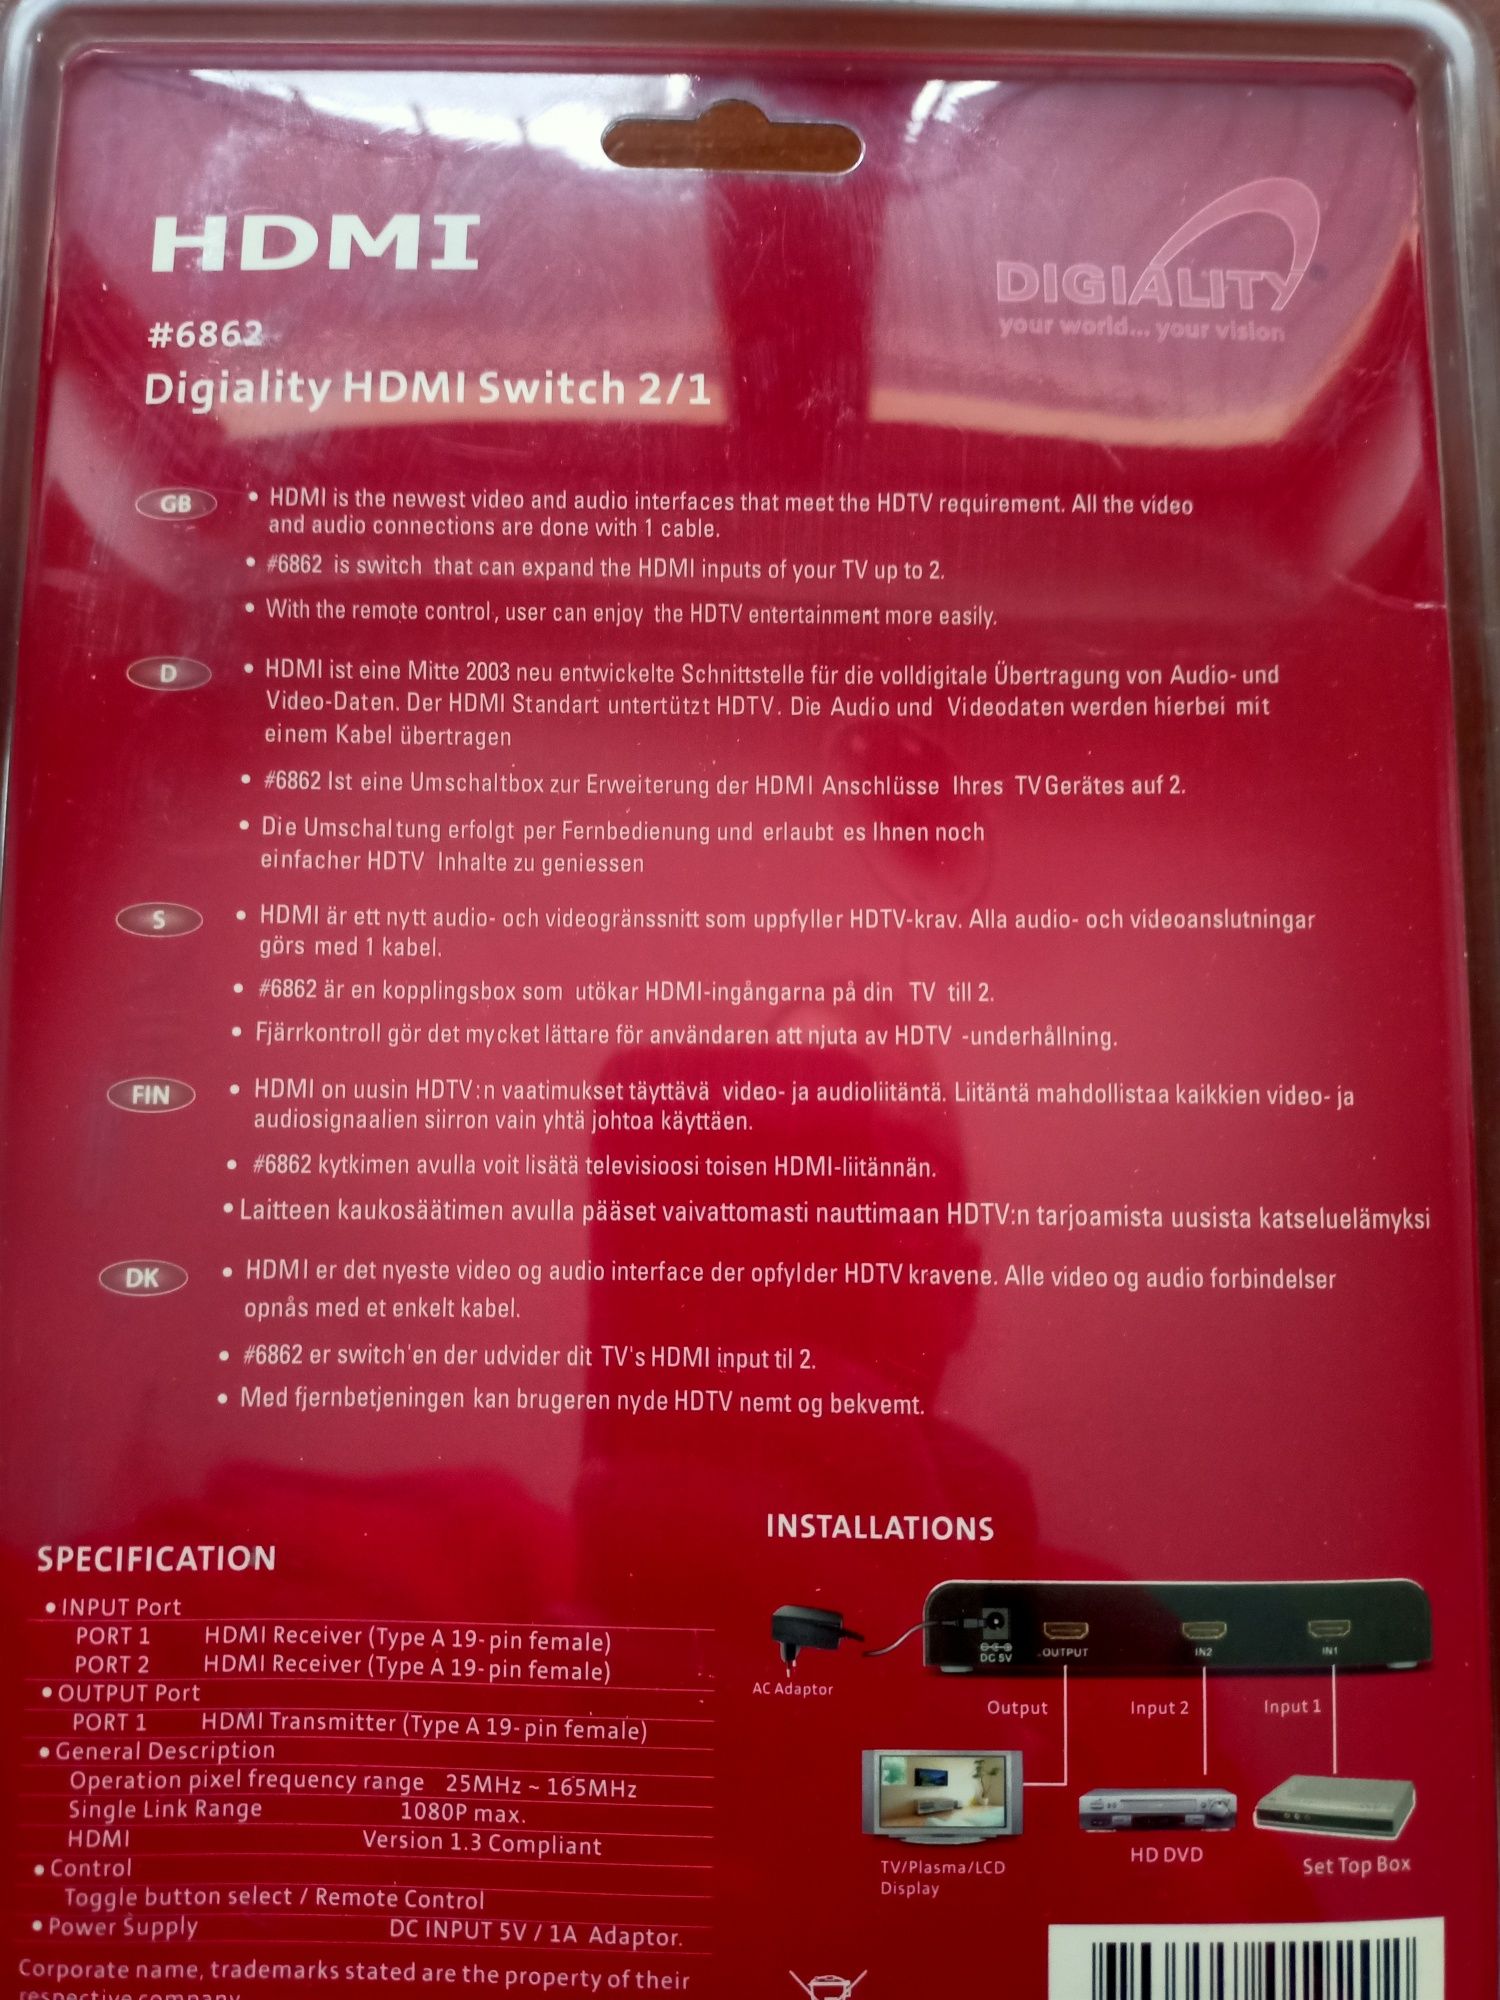 HDMI
DIGIALITY
your world... your vision
#6862
Digiality HDMI Switch 2/1
GB
• HDMI is the newest video and audio interfaces that meet the HDTV requirement. All the video
and audio connections are done with 1 cable.
• #6862 is switch that can expand the HDMI inputs of your TV up to 2.
• With the remote control, user can enjoy the HDTV entertainment more easily.
D
• HDMI ist eine Mitte 2003 neu entwickelte Schnittstelle für die volldigitale Übertragung von Audio- und
Video-Daten. Der HDMI Standart untertützt HDTV. Die Audio und Videodaten werden hierbei mit
einem Kabel übertragen
• #6862 Ist eine Umschaltbox zur Erweiterung der HDMI Anschlüsse Ihres TV Gerätes auf 2.
• Die Umschaltung erfolgt per Fernbedienung und erlaubt es Ihnen noch
einfacher HDTV Inhalte zu geniessen
S
• HDMI är ett nytt audio- och videogränssnitt som uppfyller HDTV-krav. Alla audio- och videoanslutningar
görs med 1 kabel.
• #6862 är en kopplingsbox som utökar HDMI-ingångarna på din TV till 2.
• Fjärrkontroll gör det mycket lättare för användaren att njuta av HDTV -underhållning.
FIN
• HDMI on uusin HDTV:n vaatimukset täyttävä video- ja audioliitäntä. Liitäntä mahdollistaa kaikkien video- ja
audiosignaalien siirron vain yhtä johtoa käyttäen.
• #6862 kytkimen avulla voit lisätä televisioosi toisen HDMI-liitännän.
• Laitteen kaukosäätimen avulla pääset vaivattomasti nauttimaan HDTV:n tarjoamista uusista katseluelämyksi
DK
• HDMI er det nyeste video og audio interface der opfylder HDTV kravene. Alle video og audio forbindelser
opnås med et enkelt kabel.
• #6862 er switch'en der udvider dit TV's HDMI input til 2.
• Med fjernbetjeningen kan brugeren nyde HDTV nemt og bekvemt.
SPECIFICATION
• INPUT Port
PORT 1 HDMI Receiver (Type A 19-pin female)
PORT 2 HDMI Receiver (Type A 19-pin female)
• OUTPUT Port
PORT 1 HDMI Transmitter (Type A 19-pin female)
• General Description
Operation pixel frequency range 25MHz ~ 165MHz
Single Link Range 1080P max.
HDMI Version 1.3 Compliant
• Control
Toggle button select / Remote Control
• Power Supply DC INPUT 5V / 1A Adaptor.
Corporate name, trademarks stated are the property of their
respective company
INSTALLATIONS
DC 5V
OUTPUT
IN2
IN1
AC Adaptor
Output
Input 2
Input 1
TV/Plasma/LCD
Display
HD DVD
Set Top Box